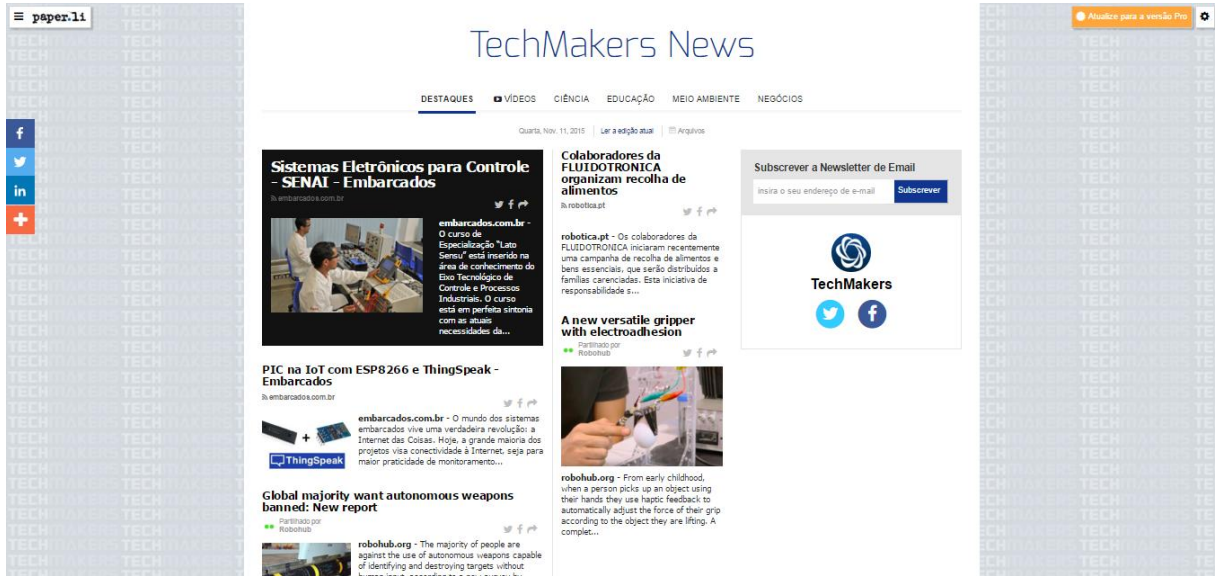 ≡ paper.li
Atualize para a versão Pro
TechMakers News
DESTAQUES VÍDEOS CIÊNCIA EDUCAÇÃO MEIO AMBIENTE NEGÓCIOS
Quarta, Nov. 11, 2015 Ler a edição atual Arquivos
Sistemas Eletrônicos para Controle
- SENAI - Embarcados
embarcados.com.br
embarcados.com.br -
O curso de
Especialização "Lato
Sensu" está inserido na
área de conhecimento do
Eixo Tecnológico de
Controle e Processos
Industriais. O curso
está em perfeita sintonia
com as atuais
necessidades da...
PIC na IoT com ESP8266 e ThingSpeak -
Embarcados
embarcados.com.br
embarcados.com.br - O mundo dos sistemas
embarcados vive uma verdadeira revolução: a
Internet das Coisas. Hoje, a grande maioria dos
projetos visa conectividade à Internet, seja para
maior praticidade de monitoramento...
ThingSpeak
Global majority want autonomous weapons
banned: New report
Partilhado por
Robohub
robohub.org - The majority of people are
against the use of autonomous weapons capable
of identifying and destroying targets without
human input, according to a new survey by
Colaboradores da
FLUIDOTRONICA
organizam recolha de
alimentos
robotica.pt
robotica.pt - Os colaboradores da
FLUIDOTRONICA iniciaram recentemente
uma campanha de recolha de alimentos e
bens essenciais, que serão distribuídos a
famílias carenciadas. Esta iniciativa de
responsabilidade s...
A new versatile gripper
with electroadhesion
Partilhado por
Robohub
robohub.org - From early childhood,
when a person picks up an object using
their hands they use haptic feedback to
automatically adjust the force of their grip
according to the object they are lifting. A
complet...
Subscrever a Newsletter de Email
insira o seu endereço de e-mail Subscrever
TechMakers